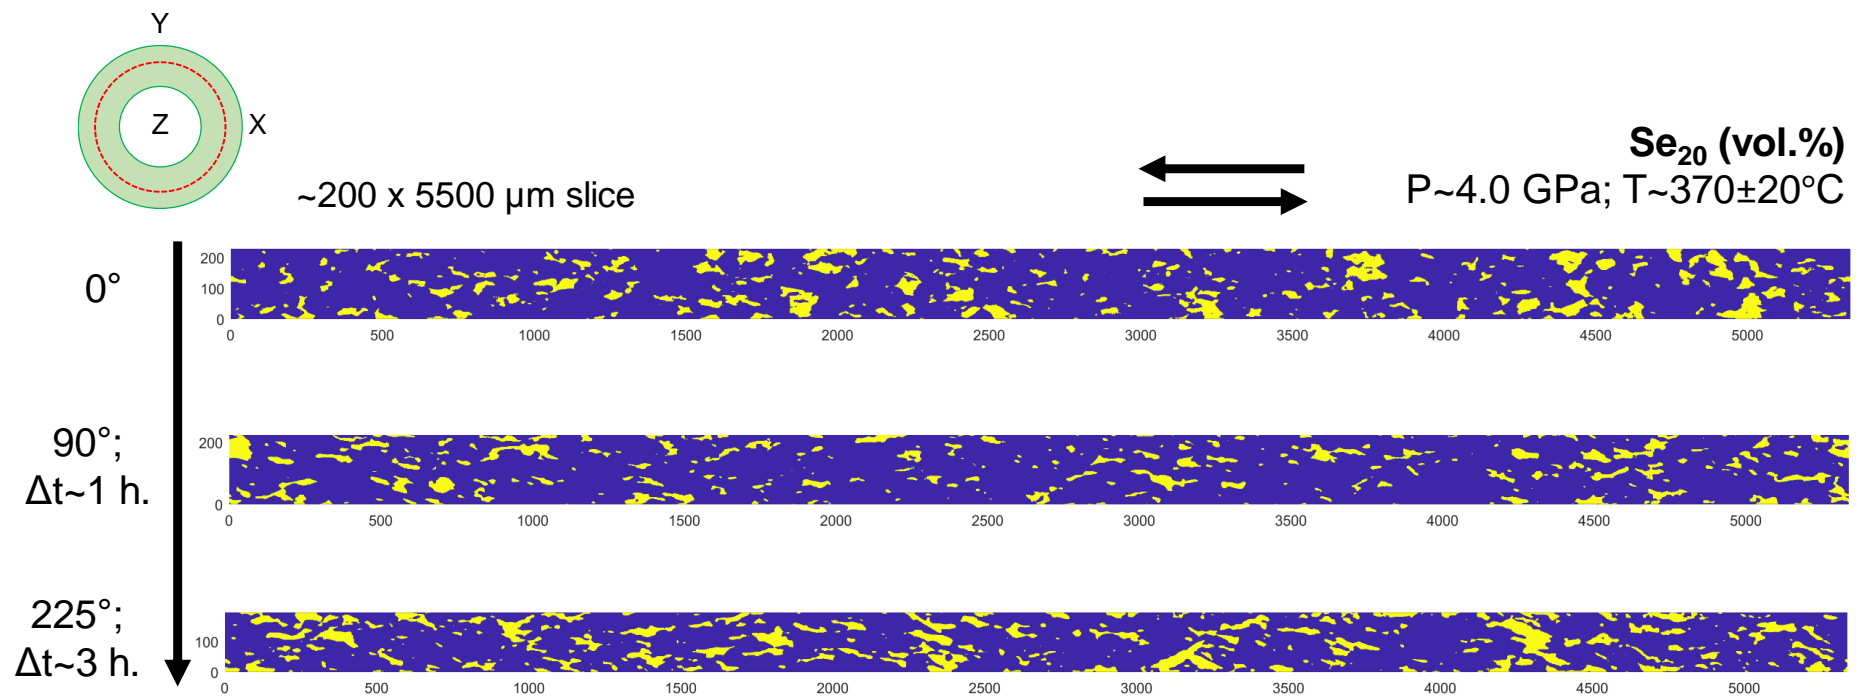 Y
Z
X
Se₂₀ (vol.%)
~200 x 5500 µm slice
P~4.0 GPa; T~370±20°C
0°
200
100
0
0 500 1000 1500 2000 2500 3000 3500 4000 4500 5000
90°;
Δt~1 h.
200
0
0 500 1000 1500 2000 2500 3000 3500 4000 4500 5000
225°;
Δt~3 h.
100
0
0 500 1000 1500 2000 2500 3000 3500 4000 4500 5000